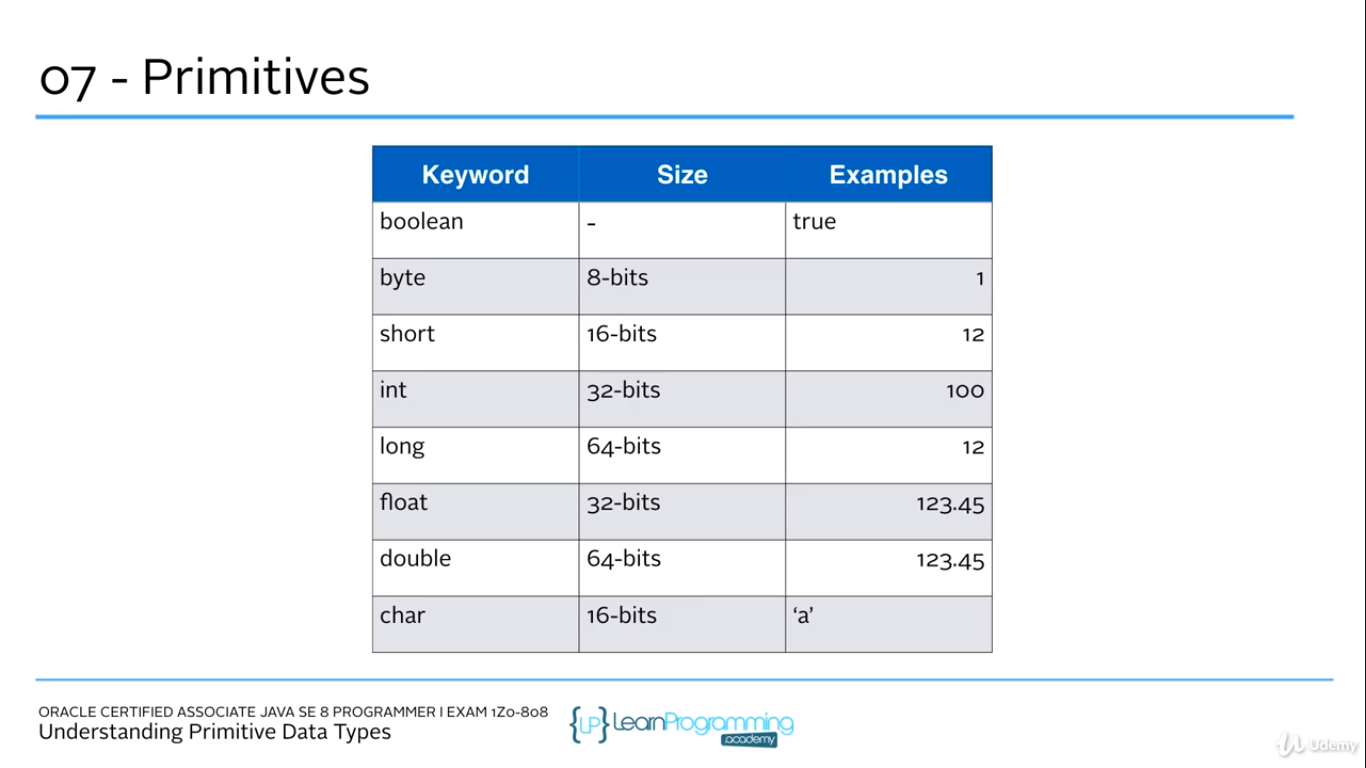 07 - Primitives
Keyword Size Examples
boolean - true
byte 8-bits 1
short 16-bits 12
int 32-bits 100
long 64-bits 12
float 32-bits 123.45
double 64-bits 123.45
char 16-bits ‘a’
ORACLE CERTIFIED ASSOCIATE JAVA SE 8 PROGRAMMER I EXAM 1Z0-808
Understanding Primitive Data Types
{LP} LearnProgramming
.academy
Udemy